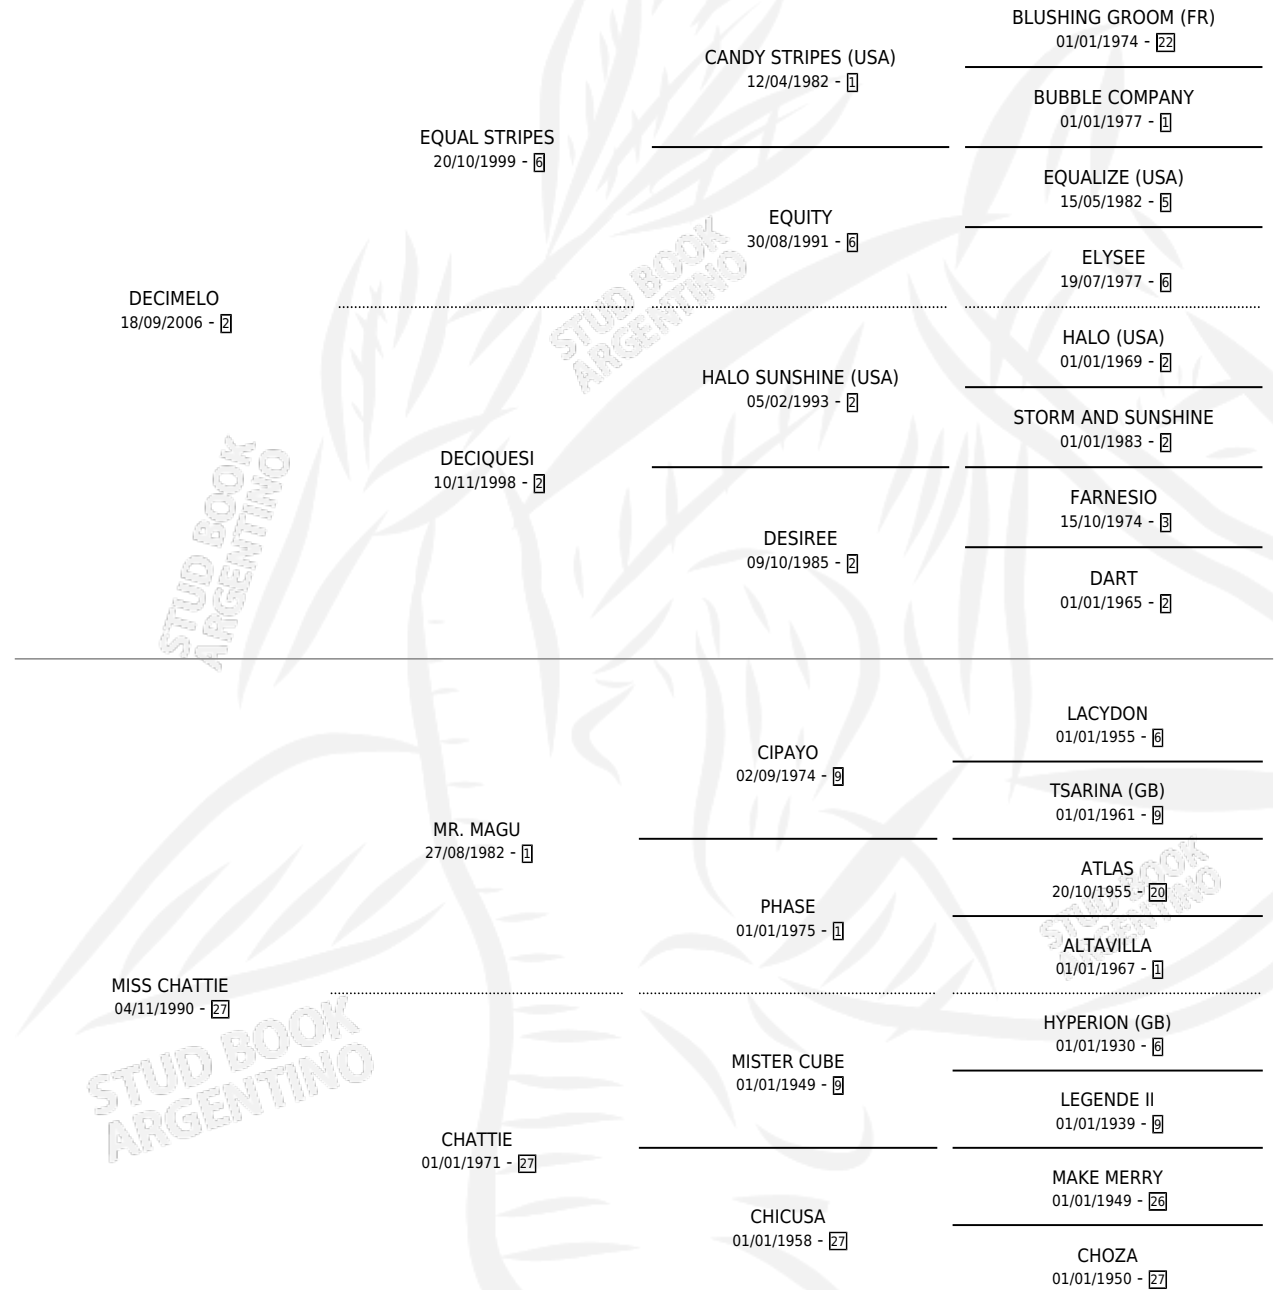 BLUSHING GROOM (FR)
01/01/1974 - 22
CANDY STRIPES (USA)
12/04/1982 - 1
BUBBLE COMPANY
01/01/1977 - 1
EQUAL STRIPES
20/10/1999 - 6
EQUALIZE (USA)
15/05/1982 - 5
EQUITY
30/08/1991 - 6
ELYSEE
19/07/1977 - 6
DECIMELO
18/09/2006 - 2
HALO (USA)
01/01/1969 - 2
HALO SUNSHINE (USA)
05/02/1993 - 2
STORM AND SUNSHINE
01/01/1983 - 2
DECIQUESI
10/11/1998 - 2
FARNESIO
15/10/1974 - 3
DESIREE
09/10/1985 - 2
DART
01/01/1965 - 2
LACYDON
01/01/1955 - 6
CIPAYO
02/09/1974 - 9
TSARINA (GB)
01/01/1961 - 9
MR. MAGU
27/08/1982 - 1
ATLAS
20/10/1955 - 20
PHASE
01/01/1975 - 1
ALTAVILLA
01/01/1967 - 1
MISS CHATTIE
04/11/1990 - 27
HYPERION (GB)
01/01/1930 - 6
MISTER CUBE
01/01/1949 - 9
LEGENDE II
01/01/1939 - 9
CHATTIE
01/01/1971 - 27
MAKE MERRY
01/01/1949 - 26
CHICUSA
01/01/1958 - 27
CHOZA
01/01/1950 - 27
STUD BOOK
ARGENTINO
STUD BOOK
ARGENTINO
STUD BOOK
ARGENTINO
STUD BOOK
ARGENTINO